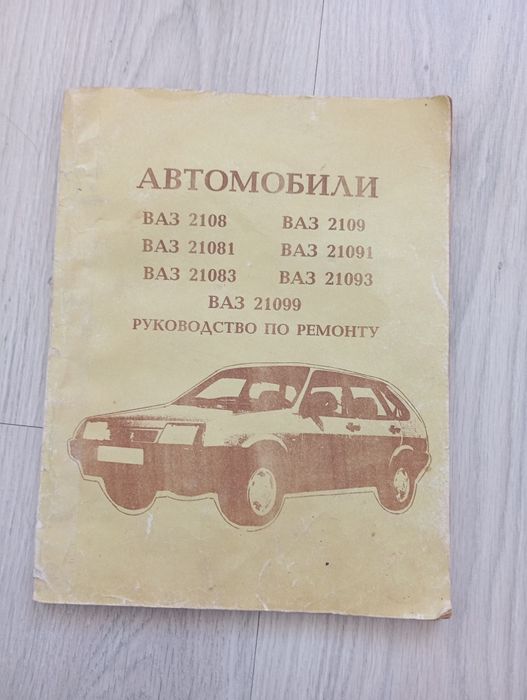 АВТОМОБИЛИ
ВАЗ 2108 ВАЗ 2109
ВАЗ 21081 ВАЗ 21091
ВАЗ 21083 ВАЗ 21093
ВАЗ 21099
РУКОВОДСТВО ПО РЕМОНТУ